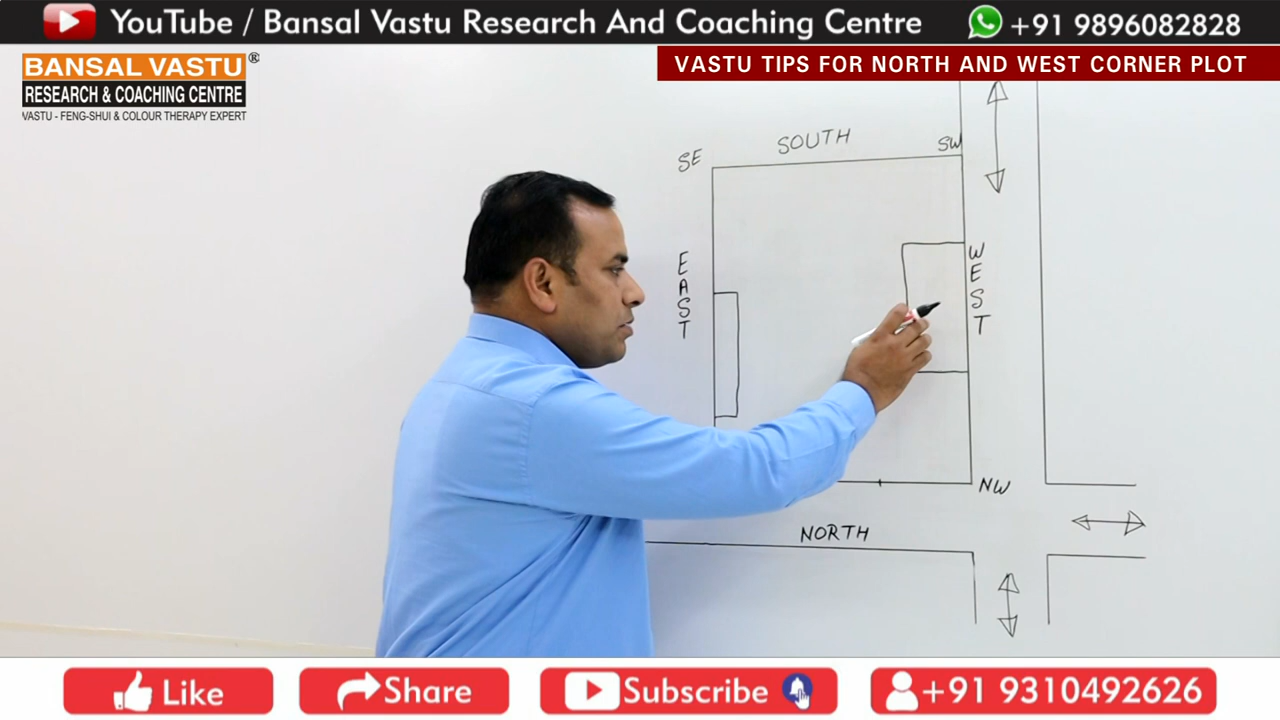 YouTube / Bansal Vastu Research And Coaching Centre
+91 9896082828
BANSAL VASTU®
RESEARCH & COACHING CENTRE
VASTU - FENG-SHUI & COLOUR THERAPY EXPERT
VASTU TIPS FOR NORTH AND WEST CORNER PLOT
SE
SOUTH
SW
EAST
WEST
NW
NORTH
Like
Share
Subscribe
+91 9310492626